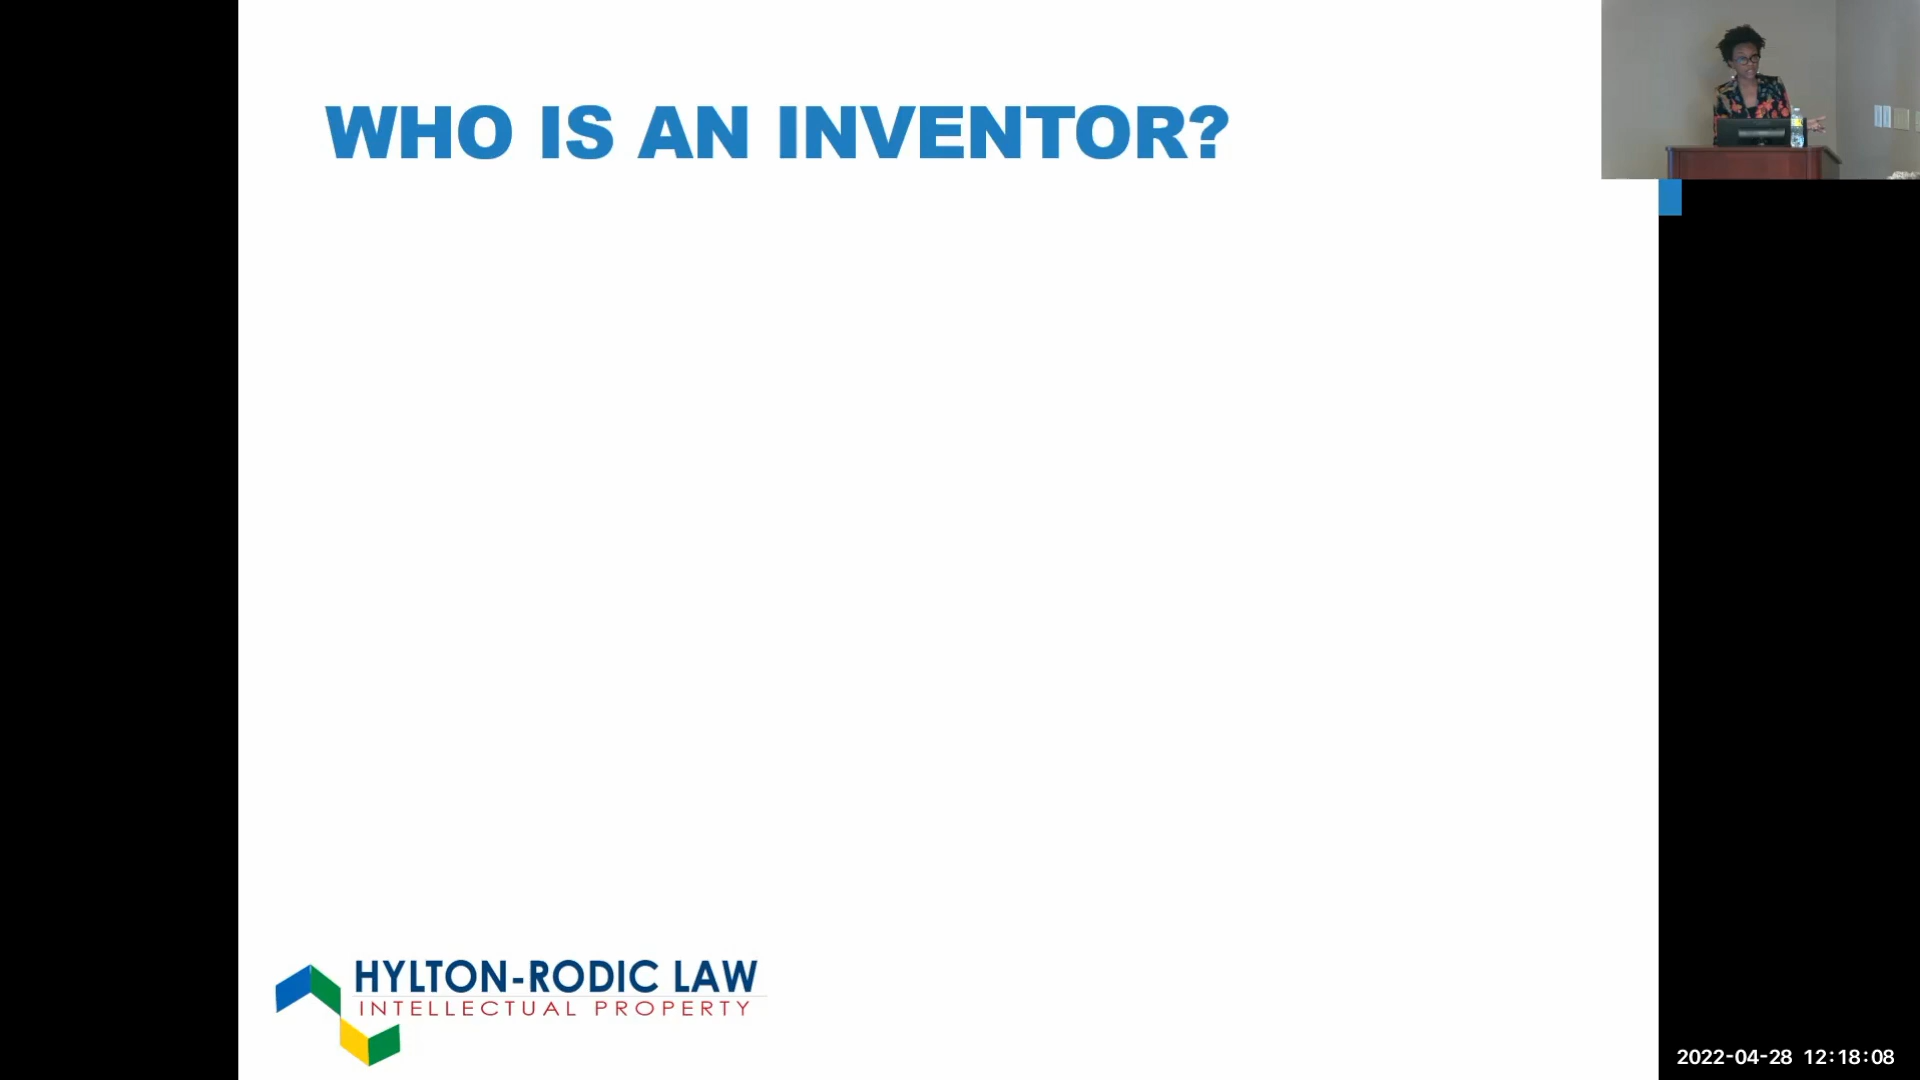 WHO IS AN INVENTOR?
HYLTON-RODIC LAW
INTELLECTUAL PROPERTY
2022-04-28 12:18:08